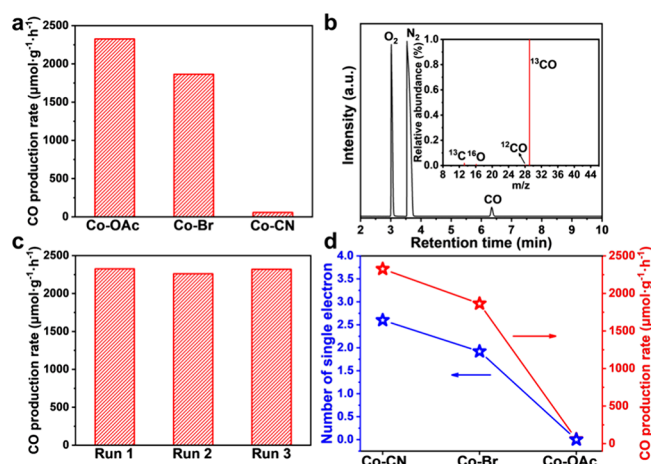 a
CO production rate (μmol·g⁻¹·h⁻¹)
2500
2000
1500
1000
500
0
Co-OAc Co-Br Co-CN
b
Intensity (a.u.)
O₂ N₂
CO
2 3 4 5 6 7 8 9 10
Retention time (min)
Relative abundance (%)
1.0
0.8
0.6
0.4
0.2
0.0
¹³CO
¹²CO
¹³C ¹⁶O
8 12 16 20 24 28 32 36 40 44
m/z
c
CO production rate (μmol·g⁻¹·h⁻¹)
2500
2000
1500
1000
500
0
Run 1 Run 2 Run 3
d
Number of single electron
4.0
3.5
3.0
2.5
2.0
1.5
1.0
0.5
0.0
2500
2000
1500
1000
500
0
CO production rate (μmol·g⁻¹·h⁻¹)
Co-CN Co-Br Co-OAc